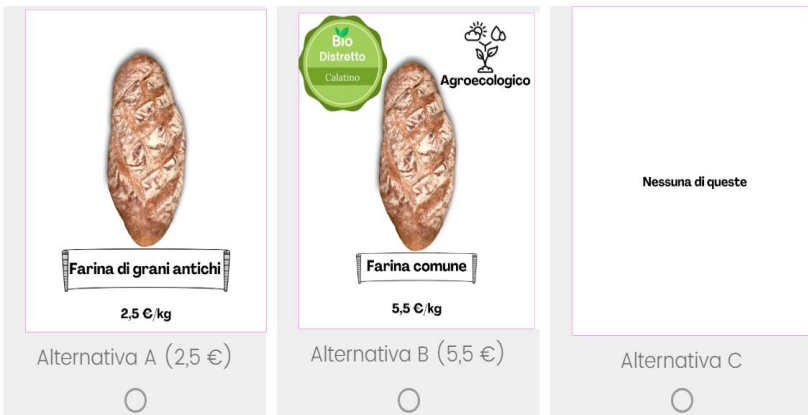 Farina di grani antichi
2,5 €/kg
Alternativa A (2,5 €)
Bio
Distretto
Calatino
Agroecologico
Farina comune
5,5 €/kg
Alternativa B (5,5 €)
Nessuna di queste
Alternativa C